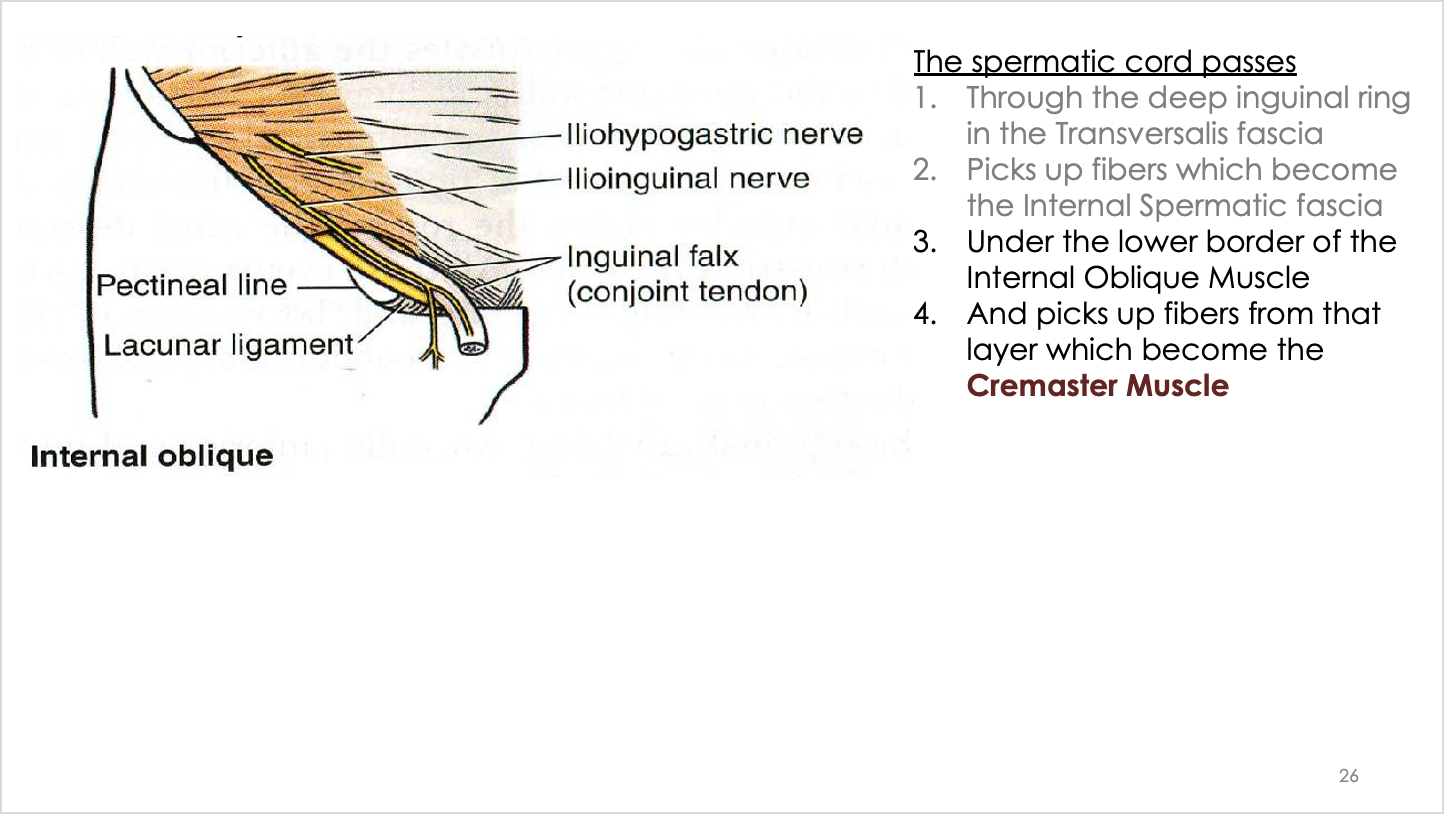 The spermatic cord passes
1. Through the deep inguinal ring
in the Transversalis fascia
2. Picks up fibers which become
the Internal Spermatic fascia
3. Under the lower border of the
Internal Oblique Muscle
4. And picks up fibers from that
layer which become the
Cremaster Muscle
Iliohypogastric nerve
Ilioinguinal nerve
Inguinal falx
(conjoint tendon)
Pectineal line
Lacunar ligament
Internal oblique
26